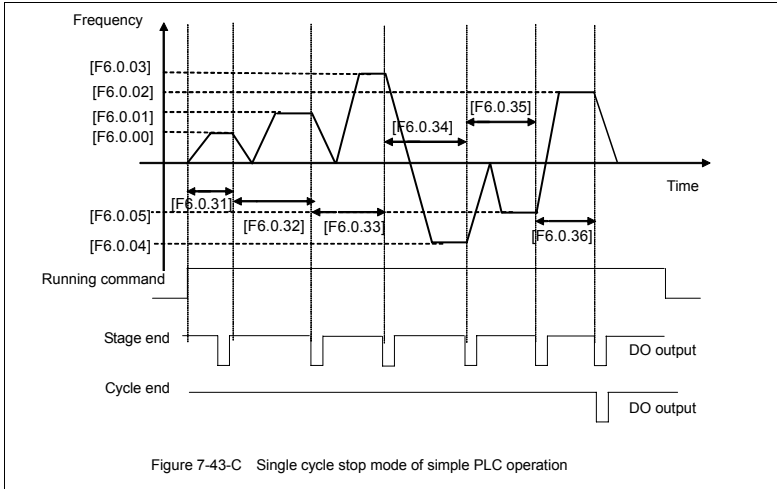 Frequency
[F6.0.03]
[F6.0.02]
[F6.0.35]
[F6.0.01]
[F6.0.34]
[F6.0.00]
Time
[F6.0.31]
[F6.0.05]
[F6.0.32]
[F6.0.33]
[F6.0.36]
[F6.0.04]
Running command
Stage end
DO output
Cycle end
DO output
Figure 7-43-C Single cycle stop mode of simple PLC operation